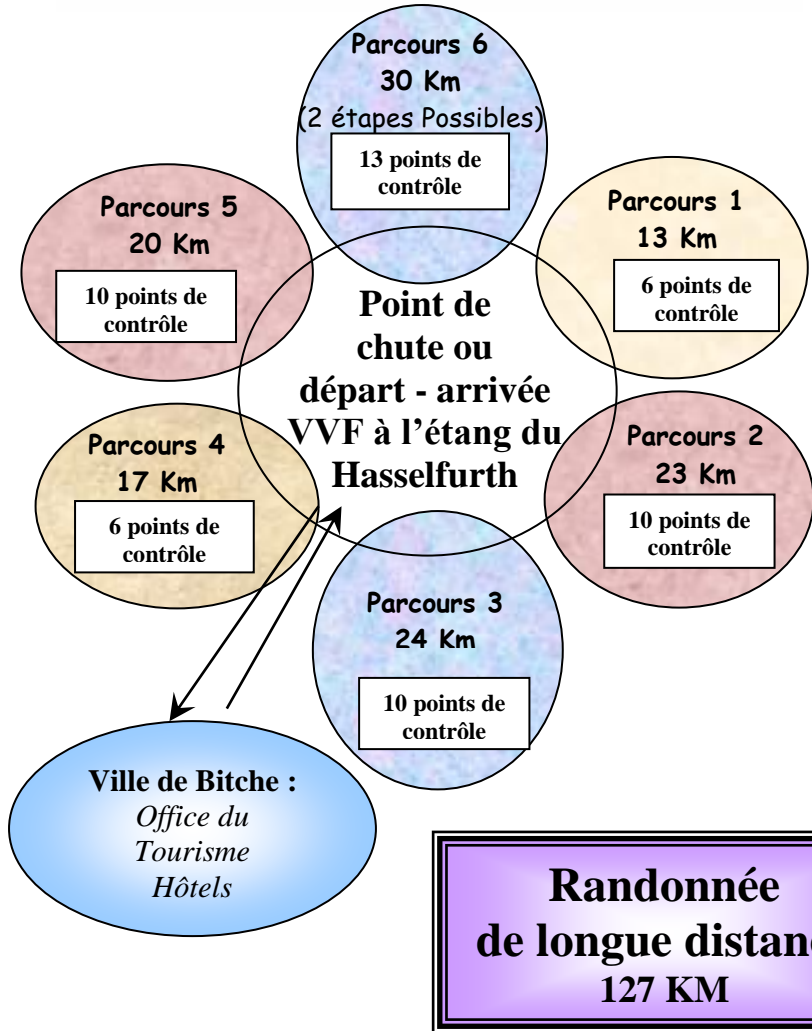 Parcours 6
30 Km
(2 étapes Possibles)
13 points de
contrôle
Parcours 5
20 Km
10 points de
contrôle
Parcours 1
13 Km
6 points de
contrôle
Point de
chute ou
départ - arrivée
VVF à l'étang du
Hasselfurth
Parcours 4
17 Km
6 points de
contrôle
Parcours 2
23 Km
10 points de
contrôle
Parcours 3
24 Km
10 points de
contrôle
Ville de Bitche :
Office du
Tourisme
Hôtels
Randonnée
de longue distan
127 KM